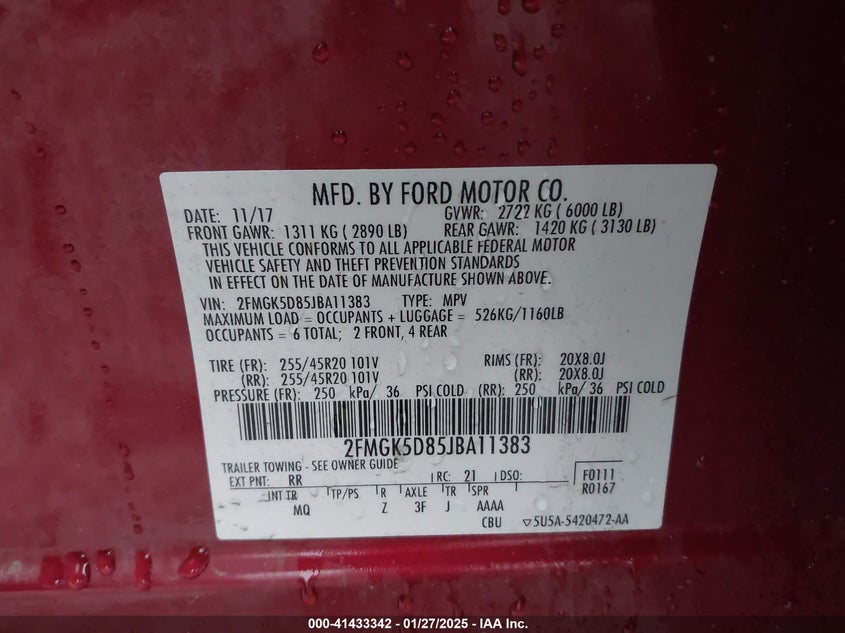 MFD. BY FORD MOTOR CO.
DATE: 11/17 GVWR: 2722 KG ( 6000 LB)
FRONT GAWR: 1311 KG ( 2890 LB) REAR GAWR: 1420 KG ( 3130 LB)
THIS VEHICLE CONFORMS TO ALL APPLICABLE FEDERAL MOTOR
VEHICLE SAFETY AND THEFT PREVENTION STANDARDS
IN EFFECT ON THE DATE OF MANUFACTURE SHOWN ABOVE.
VIN: 2FMGK5D85JBA11383 TYPE: MPV
MAXIMUM LOAD = OCCUPANTS + LUGGAGE = 526KG/1160LB
OCCUPANTS = 6 TOTAL; 2 FRONT, 4 REAR
TIRE (FR): 255/45R20 101V RIMS (FR): 20X8.0J
(RR): 255/45R20 101V (RR): 20X8.0J
PRESSURE (FR): 250 kPa/ 36 PSI COLD (RR): 250 kPa/ 36 PSI COLD
2FMGK5D85JBA11383
TRAILER TOWING - SEE OWNER GUIDE
EXT PNT: RR RC: 21 DSO: F0111
R0167
INT TR TP/PS R AXLE TR SPR
MQ Z 3F J AAAA
CBU ▽5U5A-5420472-AA
000-41433342 - 01/27/2025 - IAA Inc.